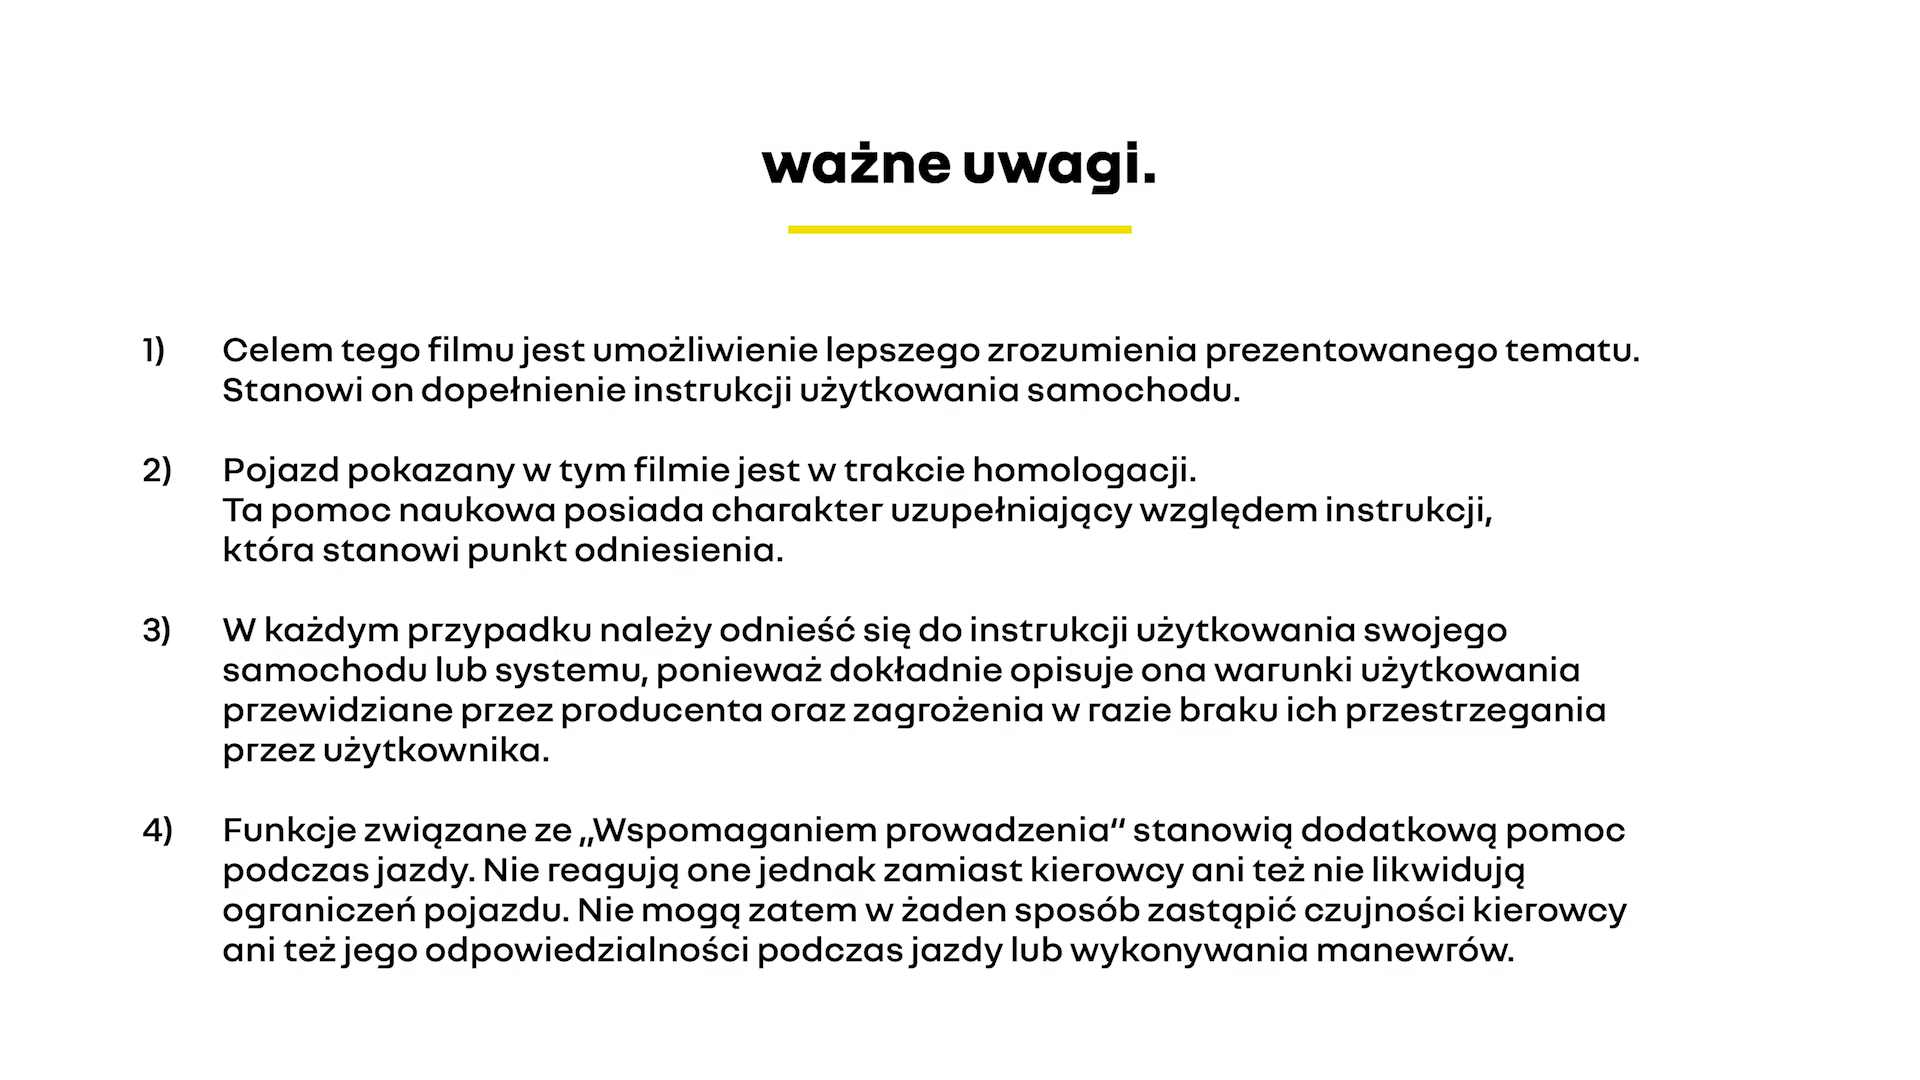 ważne uwagi.
1) Celem tego filmu jest umożliwienie lepszego zrozumienia prezentowanego tematu.
Stanowi on dopełnienie instrukcji użytkowania samochodu.
2) Pojazd pokazany w tym filmie jest w trakcie homologacji.
Ta pomoc naukowa posiada charakter uzupełniający względem instrukcji,
która stanowi punkt odniesienia.
3) W każdym przypadku należy odnieść się do instrukcji użytkowania swojego
samochodu lub systemu, ponieważ dokładnie opisuje ona warunki użytkowania
przewidziane przez producenta oraz zagrożenia w razie braku ich przestrzegania
przez użytkownika.
4) Funkcje związane ze „Wspomaganiem prowadzenia“ stanowią dodatkową pomoc
podczas jazdy. Nie reagują one jednak zamiast kierowcy ani też nie likwidują
ograniczeń pojazdu. Nie mogą zatem w żaden sposób zastąpić czujności kierowcy
ani też jego odpowiedzialności podczas jazdy lub wykonywania manewrów.